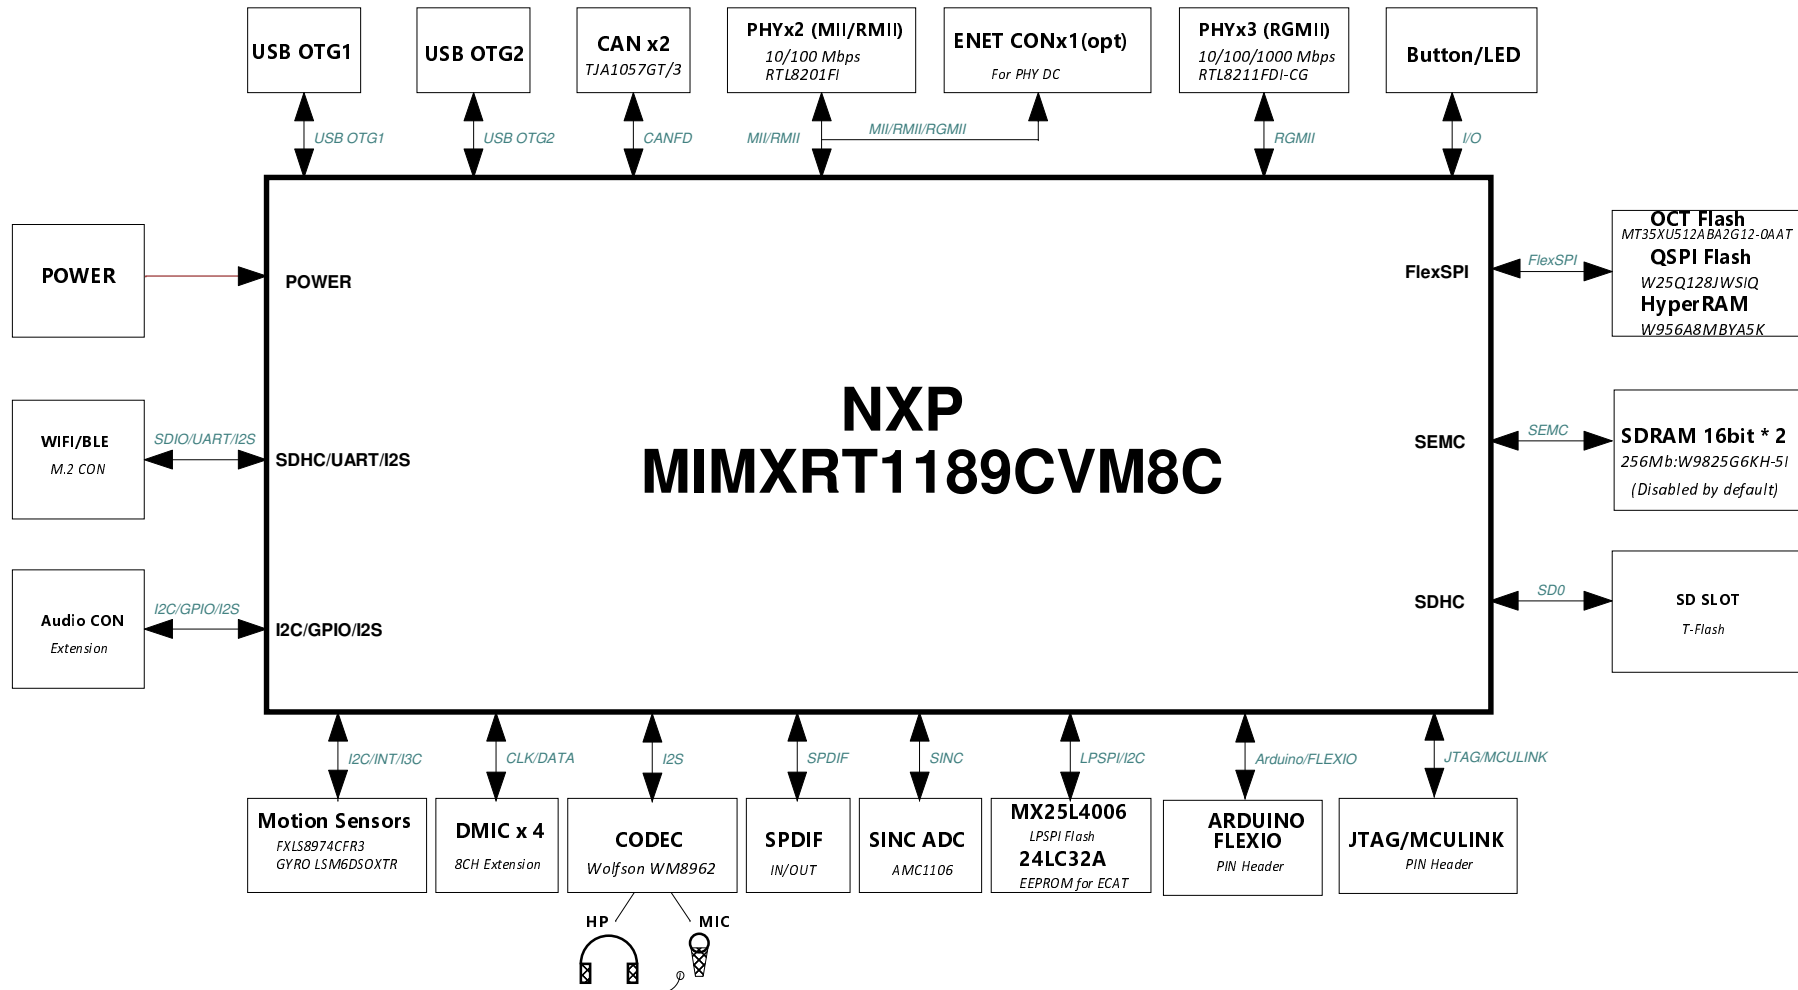 USB OTG1
USB OTG2
CAN x2
TJA1057GT/3
PHYx2 (MII/RMII)
10/100 Mbps
RTL8201FI
ENET CONx1(opt)
For PHY DC
PHYx3 (RGMII)
10/100/1000 Mbps
RTL8211FDI-CG
Button/LED
USB OTG1
USB OTG2
CANFD
MII/RMII
MII/RMII/RGMII
RGMII
I/O
POWER
POWER
WIFI/BLE
M.2 CON
SDIO/UART/I2S
SDHC/UART/I2S
Audio CON
Extension
I2C/GPIO/I2S
I2C/GPIO/I2S
NXP
MIMXRT1189CVM8C
FlexSPI
FlexSPI
OCT Flash
MT35XU512ABA2G12-0AAT
QSPI Flash
W25Q128JWSIQ
HyperRAM
W956A8MBYA5K
SEMC
SEMC
SDRAM 16bit * 2
256Mb:W9825G6KH-5I
(Disabled by default)
SDHC
SD0
SD SLOT
T-Flash
I2C/INT/I3C
CLK/DATA
I2S
SPDIF
SINC
LPSPI/I2C
Arduino/FLEXIO
JTAG/MCULINK
Motion Sensors
FXLS8974CFR3
GYRO LSM6DSOXTR
DMIC x 4
8CH Extension
CODEC
Wolfson WM8962
SPDIF
IN/OUT
SINC ADC
AMC1106
MX25L4006
LPSPI Flash
24LC32A
EEPROM for ECAT
ARDUINO
FLEXIO
PIN Header
JTAG/MCULINK
PIN Header
HP
MIC